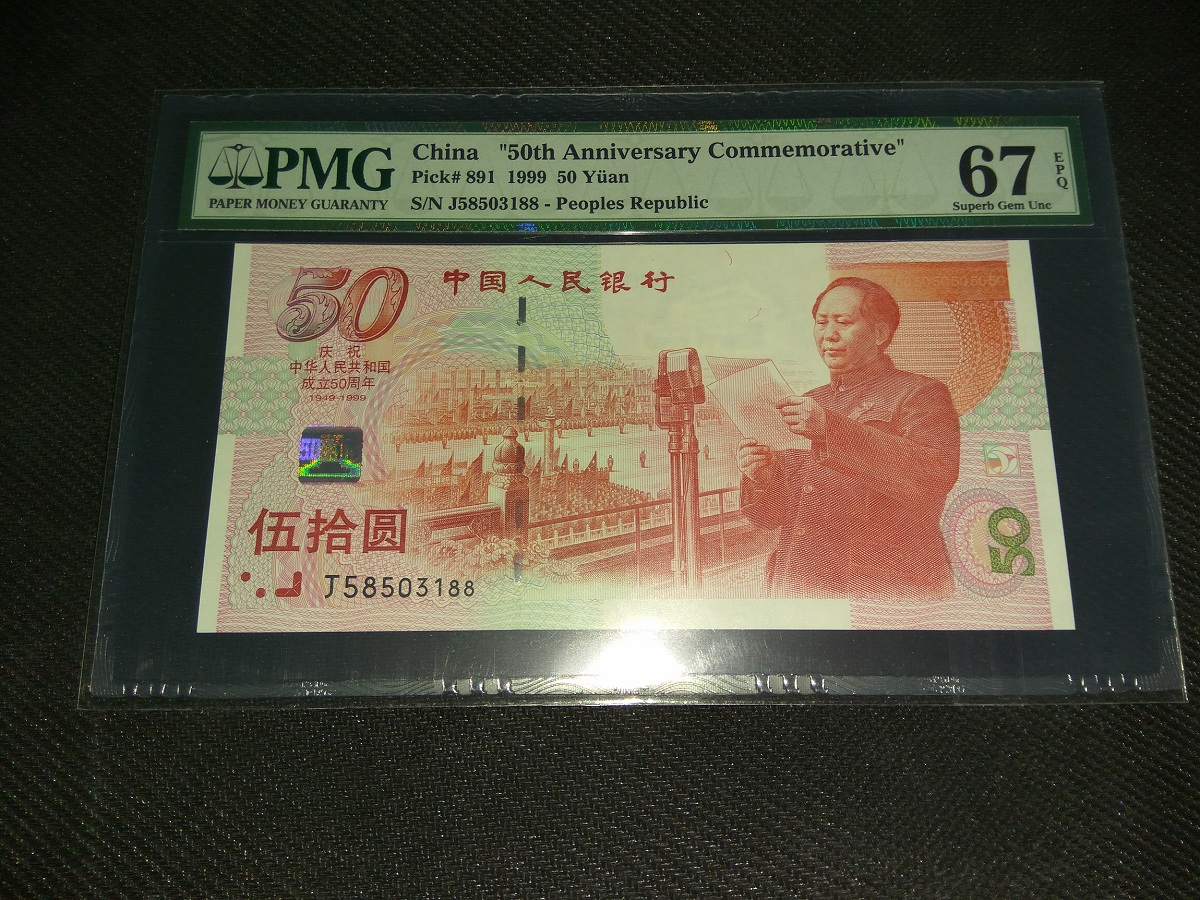 PMG
PAPER MONEY GUARANTY
China "50th Anniversary Commemorative"
Pick# 891 1999 50 Yüan
S/N J58503188 - Peoples Republic
67
EPQ
Superb Gem Unc
50
中国人民银行
庆祝
中华人民共和国
成立50周年
1949-1999
伍拾圆
J58503188
50